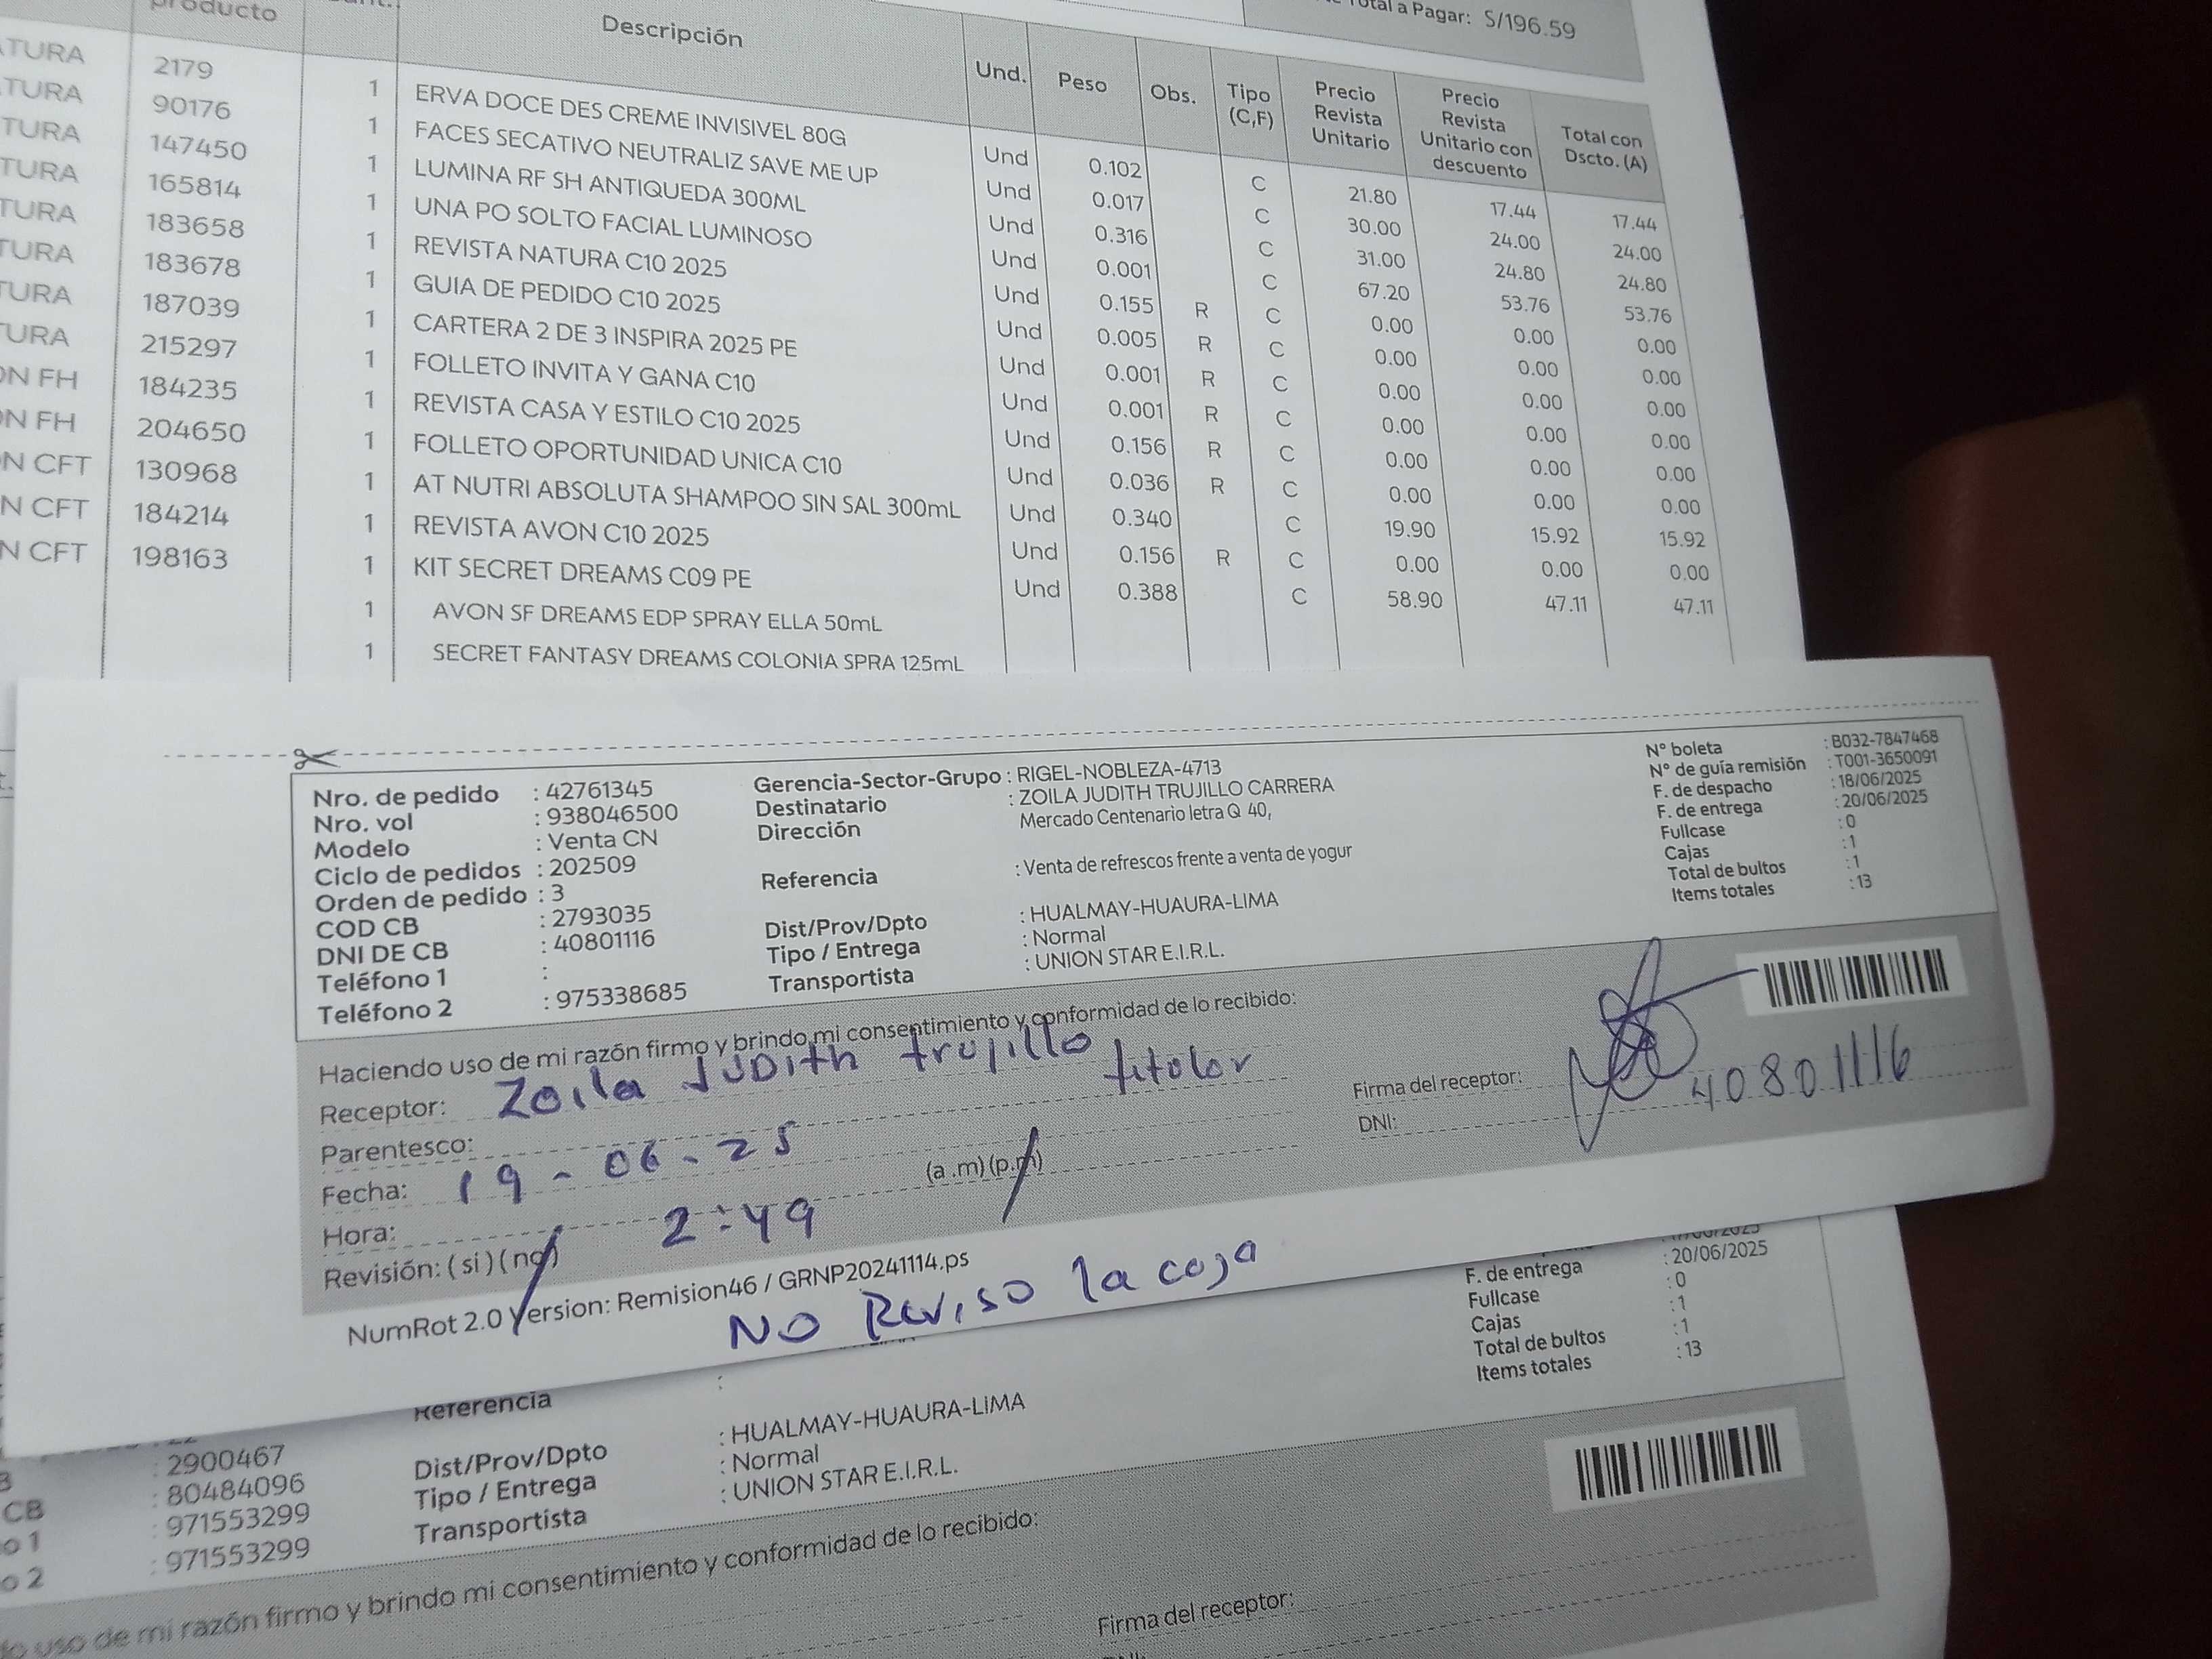 Total a Pagar: S/196.59
producto Descripción Und. Peso Obs. Tipo (C,F) Precio Revista Unitario Precio Revista Unitario con descuento Total con Dscto. (A)
TURA 2179 1 ERVA DOCE DES CREME INVISIVEL 80G Und 0.102 C 21.80 17.44 17.44
TURA 90176 1 FACES SECATIVO NEUTRALIZ SAVE ME UP Und 0.017 C 30.00 24.00 24.00
TURA 147450 1 LUMINA RF SH ANTIQUEDA 300ML Und 0.316 C 31.00 24.80 24.80
TURA 165814 1 UNA PO SOLTO FACIAL LUMINOSO Und 0.001 C 67.20 53.76 53.76
TURA 183658 1 REVISTA NATURA C10 2025 Und 0.155 R C 0.00 0.00 0.00
TURA 183678 1 GUIA DE PEDIDO C10 2025 Und 0.005 R C 0.00 0.00 0.00
TURA 187039 1 CARTERA 2 DE 3 INSPIRA 2025 PE Und 0.001 R C 0.00 0.00 0.00
TURA 215297 1 FOLLETO INVITA Y GANA C10 Und 0.001 R C 0.00 0.00 0.00
ON FH 184235 1 REVISTA CASA Y ESTILO C10 2025 Und 0.156 R C 0.00 0.00 0.00
ON FH 204650 1 FOLLETO OPORTUNIDAD UNICA C10 Und 0.036 R C 0.00 0.00 0.00
N CFT 130968 1 AT NUTRI ABSOLUTA SHAMPOO SIN SAL 300mL Und 0.340 C 19.90 15.92 15.92
N CFT 184214 1 REVISTA AVON C10 2025 Und 0.156 R C 0.00 0.00 0.00
N CFT 198163 1 KIT SECRET DREAMS C09 PE Und 0.388 C 58.90 47.11 47.11
1 AVON SF DREAMS EDP SPRAY ELLA 50mL
1 SECRET FANTASY DREAMS COLONIA SPRA 125mL
Nro. de pedido : 42761345
Nro. vol : 938046500
Modelo : Venta CN
Ciclo de pedidos : 202509
Orden de pedido : 3
COD CB : 2793035
DNI DE CB : 40801116
Teléfono 1 :
Teléfono 2 : 975338685
Gerencia-Sector-Grupo : RIGEL-NOBLEZA-4713
Destinatario : ZOILA JUDITH TRUJILLO CARRERA
Dirección Mercado Centenario letra Q 40,
Referencia : Venta de refrescos frente a venta de yogur
Dist/Prov/Dpto : HUALMAY-HUAURA-LIMA
Tipo / Entrega : Normal
Transportista : UNION STAR E.I.R.L.
N° boleta : B032-7847468
N° de guía remisión : T001-3650091
F. de despacho : 18/06/2025
F. de entrega : 20/06/2025
Fullcase : 0
Cajas : 1
Total de bultos : 1
Items totales : 13
Haciendo uso de mi razón firmo y brindo mi consentimiento y conformidad de lo recibido:
Receptor: Zoila Judith trujillo
Parentesco: titular
Fecha: 19-06-25
Hora: 2:49 (a.m) (p.m)
Revisión: (si) (no)
Firma del receptor:
DNI: 40801116
NumRot 2.0 Version: Remision46 / GRNP20241114.ps
NO Reviso la caja
F. de entrega : 20/06/2025
Fullcase : 0
Cajas : 1
Total de bultos : 1
Items totales : 13
Referencia :
Dist/Prov/Dpto : HUALMAY-HUAURA-LIMA
Tipo / Entrega : Normal
Transportista : UNION STAR E.I.R.L.
: 2900467
CB : 80484096
o 1 : 971553299
o 2 : 971553299
uso de mi razón firmo y brindo mi consentimiento y conformidad de lo recibido:
Firma del receptor: